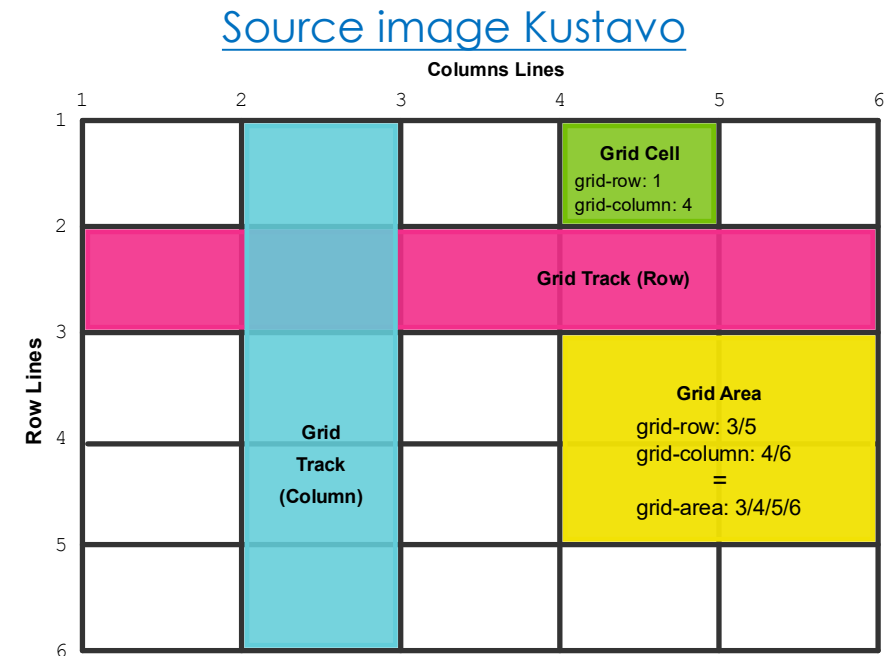 Source image Kustavo
Columns Lines
1 2 3 4 5 6
1
Grid Cell
grid-row: 1
grid-column: 4
2
Grid Track (Row)
3
Row Lines
Grid Area
grid-row: 3/5
grid-column: 4/6
=
grid-area: 3/4/5/6
4
Grid
Track
(Column)
5
6